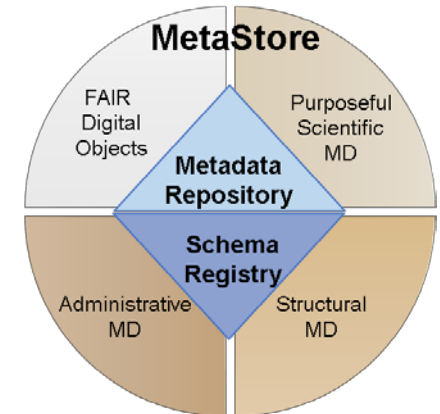 MetaStore
FAIR
Digital
Objects
Purposeful
Scientific
MD
Metadata
Repository
Schema
Registry
Administrative
MD
Structural
MD